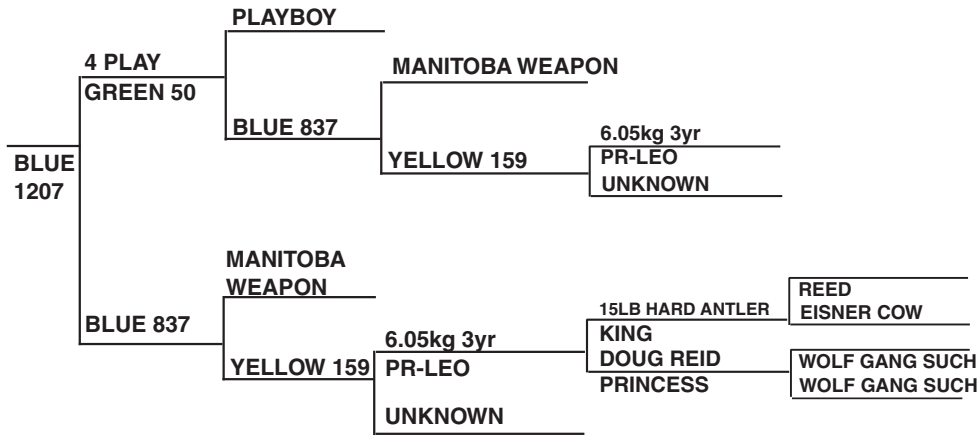 PLAYBOY
4 PLAY
GREEN 50
MANITOBA WEAPON
BLUE 837
6.05kg 3yr
YELLOW 159
PR-LEO
UNKNOWN
BLUE
1207
MANITOBA
WEAPON
BLUE 837
YELLOW 159
6.05kg 3yr
PR-LEO
UNKNOWN
15LB HARD ANTLER
KING
DOUG REID
PRINCESS
REED
EISNER COW
WOLF GANG SUCH
WOLF GANG SUCH